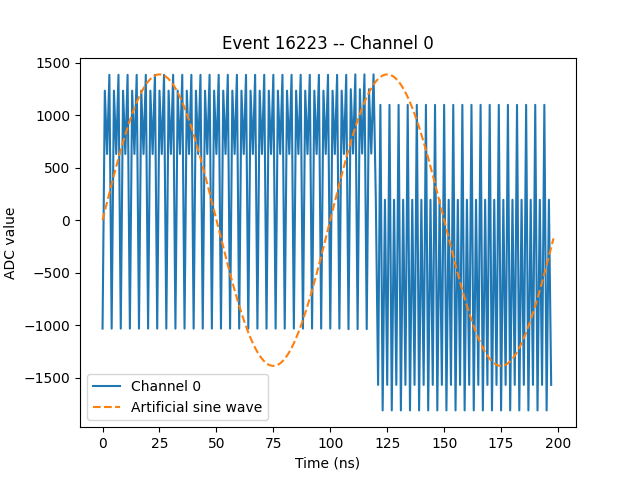 Event 16223 -- Channel 0
ADC value
1500
1000
500
0
−500
−1000
−1500
Channel 0
Artificial sine wave
0 25 50 75 100 125 150 175 200
Time (ns)